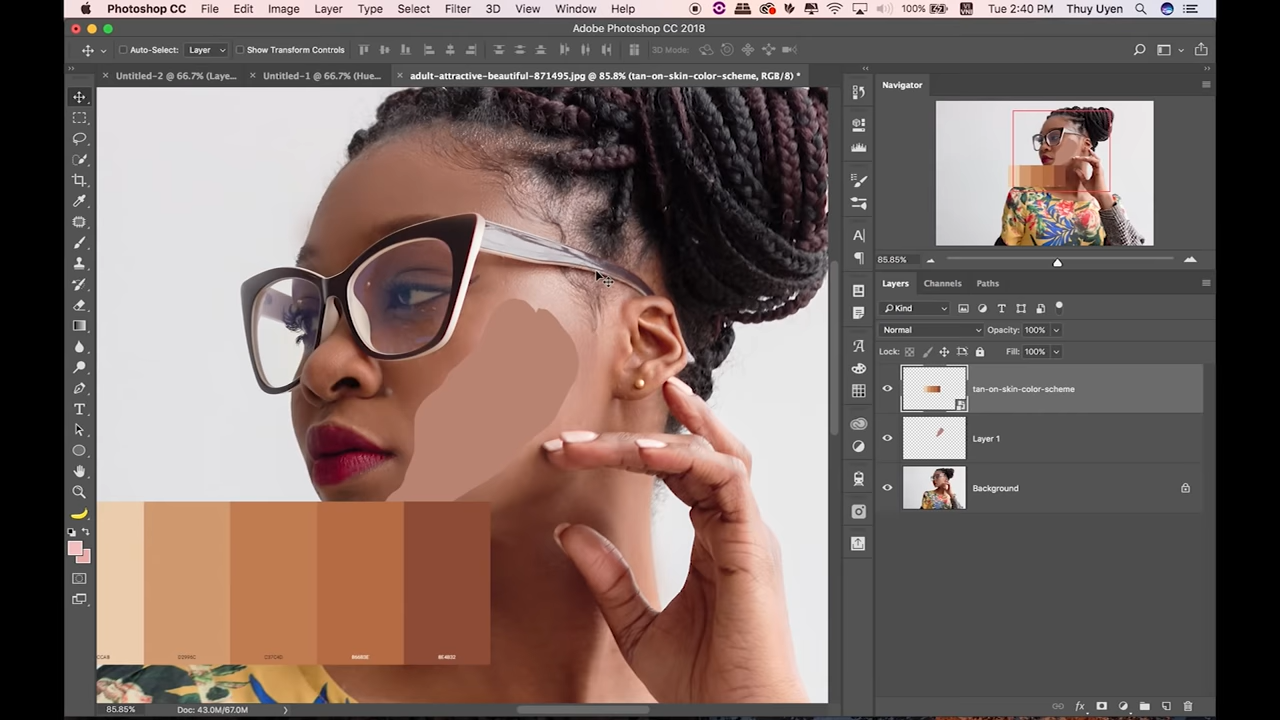 Photoshop CC File Edit Image Layer Type Select Filter 3D View Window Help 100% Tue 2:40 PM Thuy Uyen
Adobe Photoshop CC 2018
Auto-Select: Layer Show Transform Controls 3D Mode:
Untitled-2 @ 66.7% (Laye... Untitled-1 @ 66.7% (Hue... adult-attractive-beautiful-871495.jpg @ 85.8% (tan-on-skin-color-scheme, RGB/8) *
Navigator
85.85%
Layers Channels Paths
Kind
Normal Opacity: 100%
Lock: Fill: 100%
tan-on-skin-color-scheme
Layer 1
Background
85.85% Doc: 43.0M/67.0M